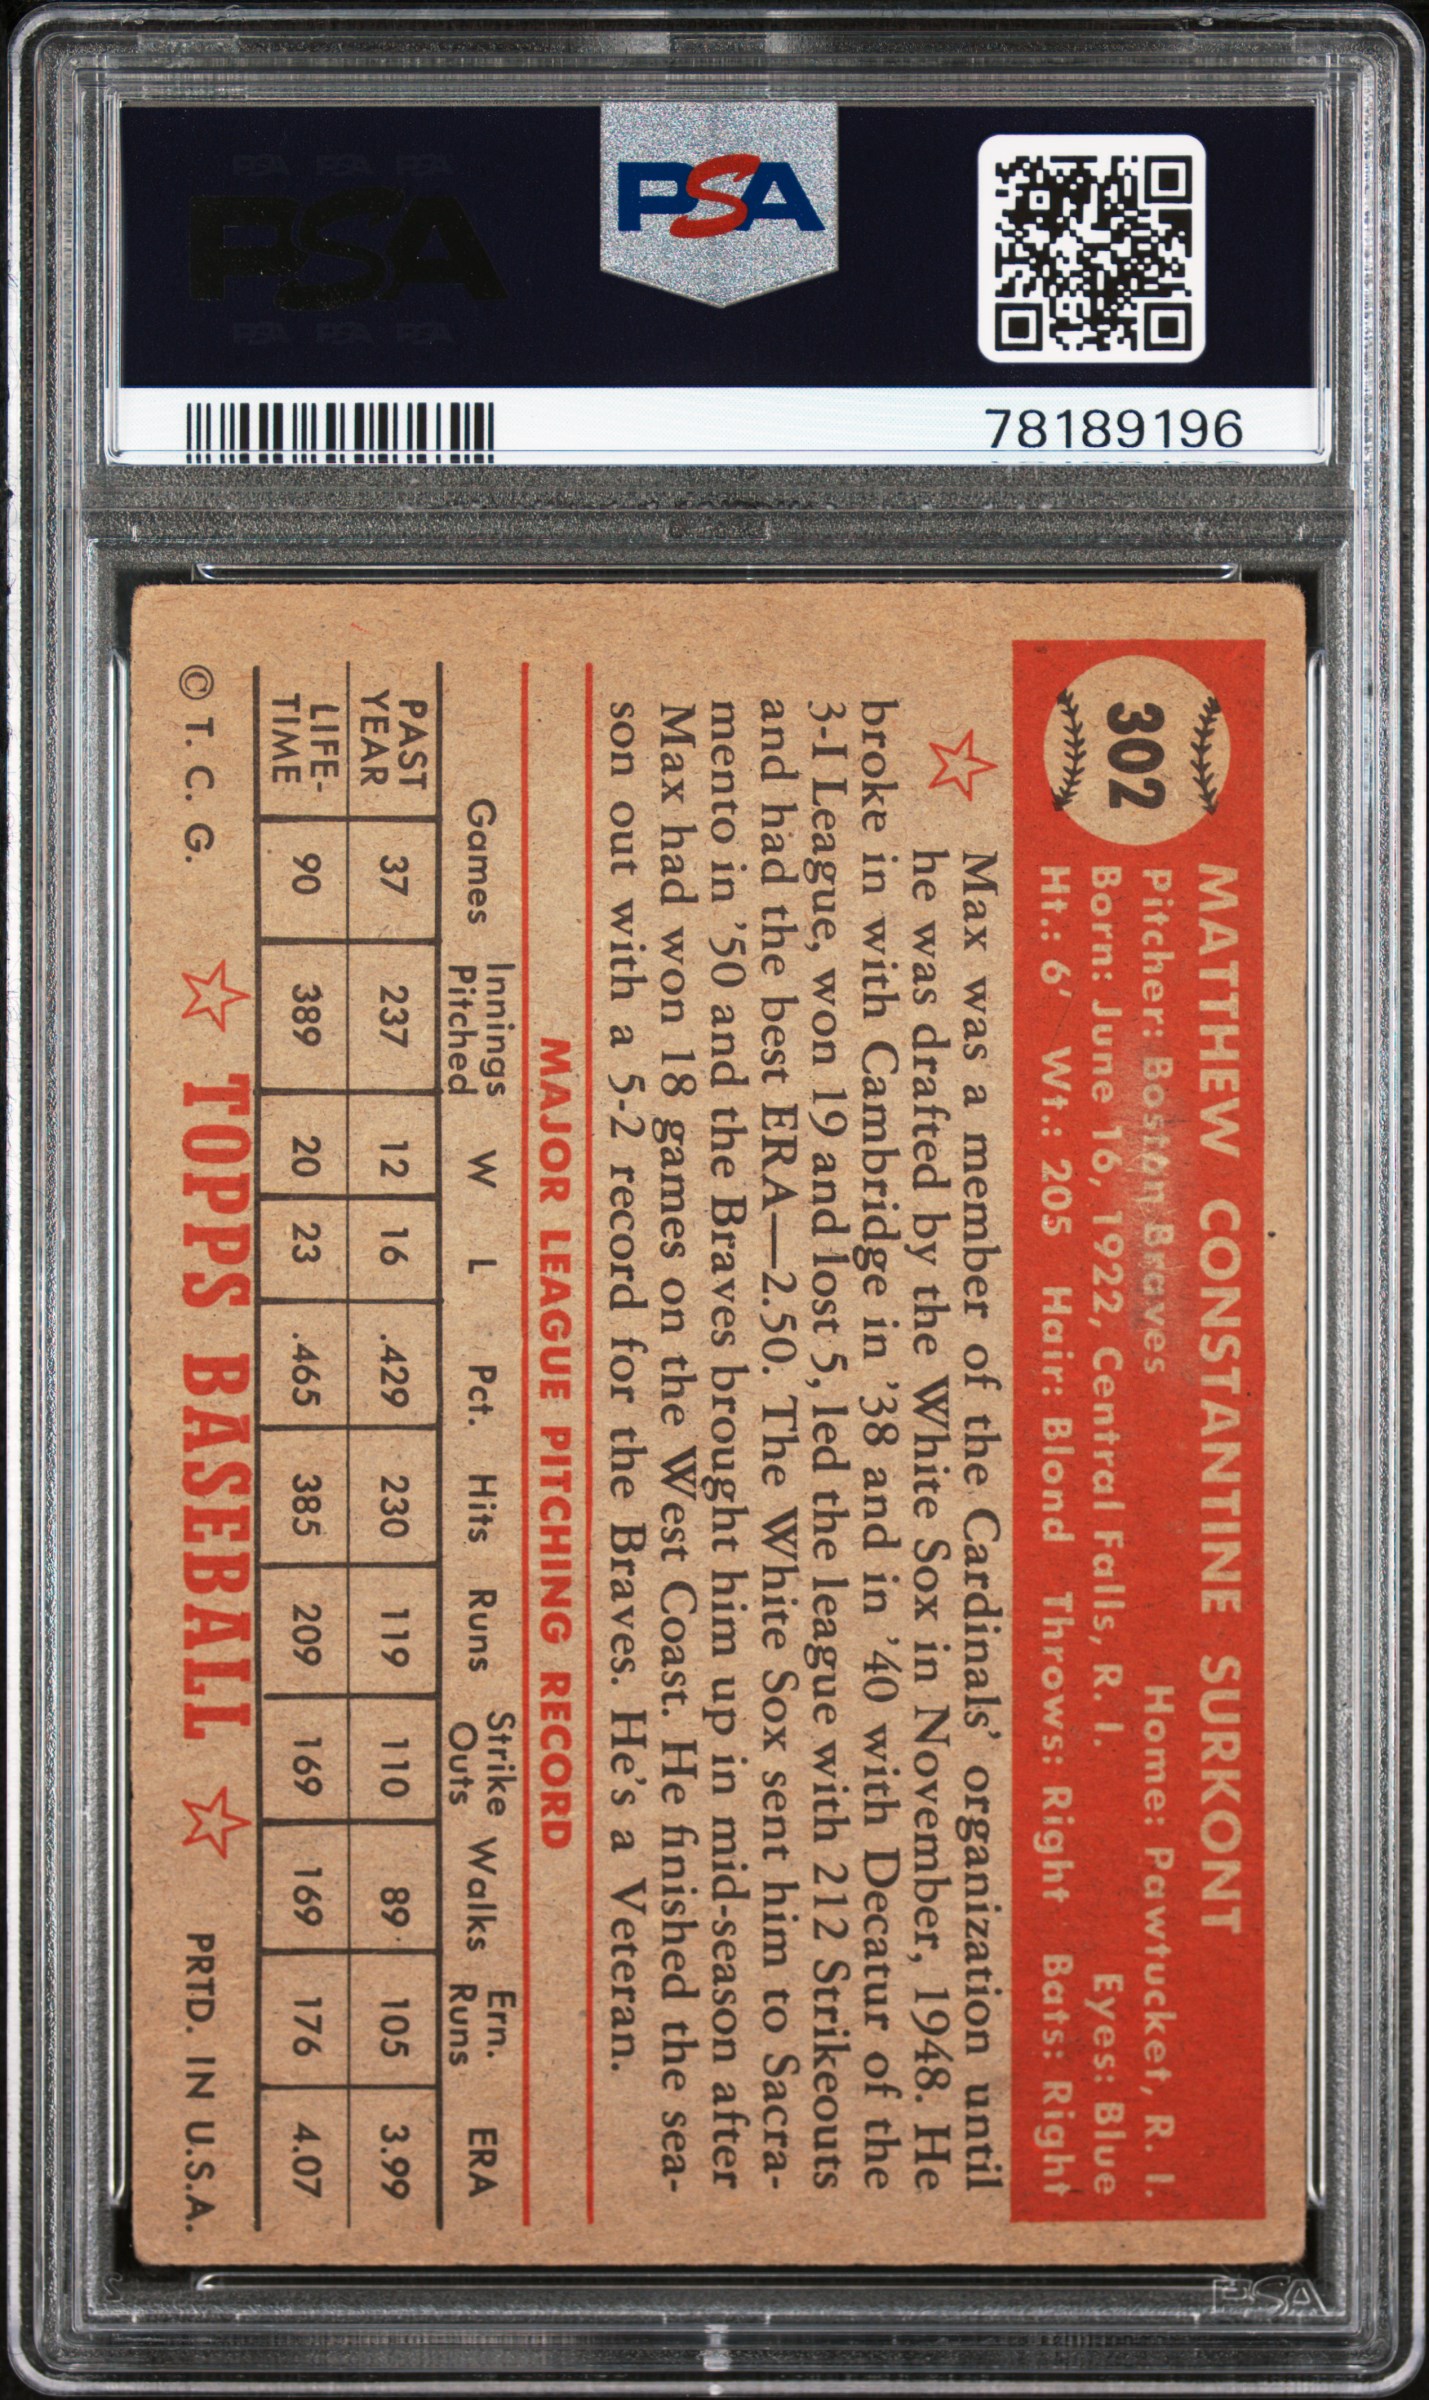 PSA PSA PSA
PSA
PSA PSA PSA
PSA
78189196
302
MATTHEW CONSTANTINE SURKONT
Pitcher: Boston Braves Home: Pawtucket, R. I.
Born: June 16, 1922, Central Falls, R. I. Eyes: Blue
Ht.: 6' Wt.: 205 Hair: Blond Throws: Right Bats: Right
Max was a member of the Cardinals' organization until
he was drafted by the White Sox in November, 1948. He
broke in with Cambridge in '38 and in '40 with Decatur of the
3-I League, won 19 and lost 5, led the league with 212 Strikeouts
and had the best ERA—2.50. The White Sox sent him to Sacra-
mento in '50 and the Braves brought him up in mid-season after
Max had won 18 games on the West Coast. He finished the sea-
son out with a 5-2 record for the Braves. He's a Veteran.
MAJOR LEAGUE PITCHING RECORD
Games Innings Pitched W L Pct. Hits Runs Strike Outs Walks Ern. Runs ERA
PAST YEAR 37 237 12 16 .429 230 119 110 89 105 3.99
LIFE-TIME 90 389 20 23 .465 385 209 169 169 176 4.07
© T. C. G. TOPPS BASEBALL PRTD. IN U.S.A.
PSA